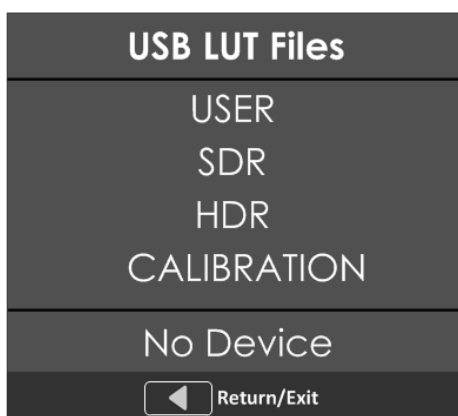 USB LUT Files
USER
SDR
HDR
CALIBRATION
No Device
Return/Exit